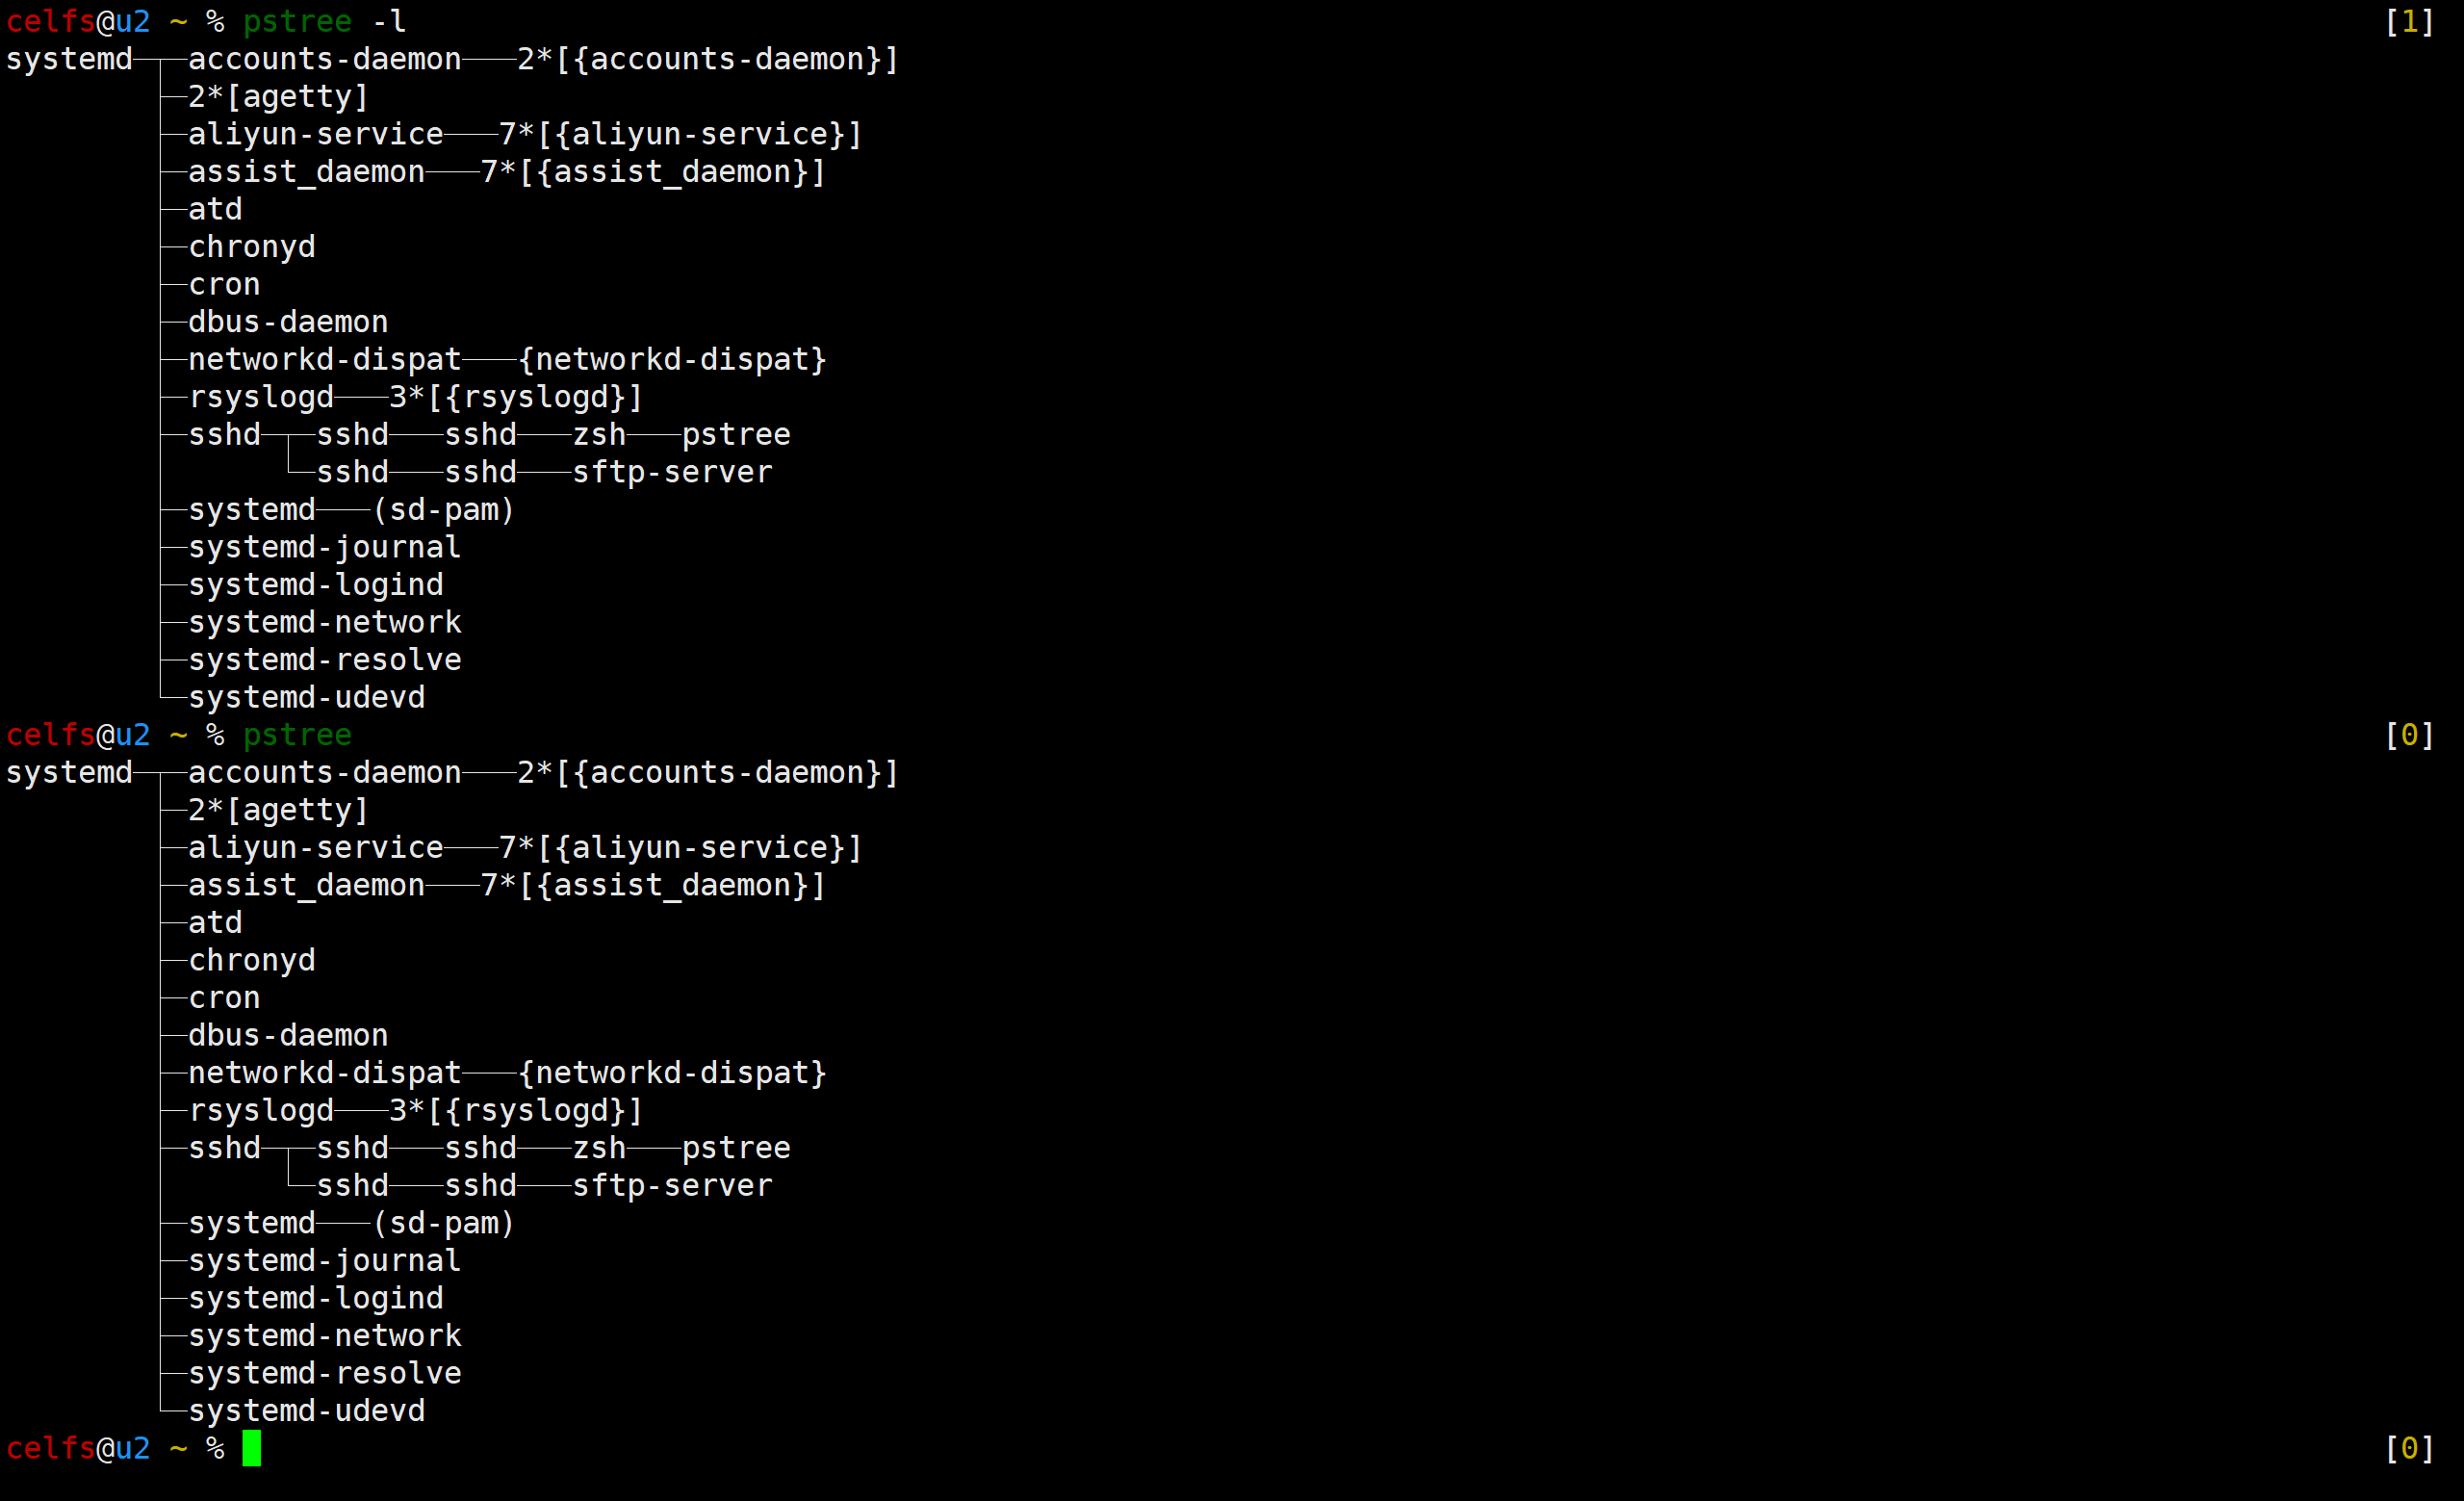 celfs@u2 ~ % pstree -l [1]
systemd─┬─accounts-daemon───2*[{accounts-daemon}]
        ├─2*[agetty]
        ├─aliyun-service───7*[{aliyun-service}]
        ├─assist_daemon───7*[{assist_daemon}]
        ├─atd
        ├─chronyd
        ├─cron
        ├─dbus-daemon
        ├─networkd-dispat───{networkd-dispat}
        ├─rsyslogd───3*[{rsyslogd}]
        ├─sshd─┬─sshd───sshd───zsh───pstree
        │      └─sshd───sshd───sftp-server
        ├─systemd───(sd-pam)
        ├─systemd-journal
        ├─systemd-logind
        ├─systemd-network
        ├─systemd-resolve
        └─systemd-udevd
celfs@u2 ~ % pstree [0]
systemd─┬─accounts-daemon───2*[{accounts-daemon}]
        ├─2*[agetty]
        ├─aliyun-service───7*[{aliyun-service}]
        ├─assist_daemon───7*[{assist_daemon}]
        ├─atd
        ├─chronyd
        ├─cron
        ├─dbus-daemon
        ├─networkd-dispat───{networkd-dispat}
        ├─rsyslogd───3*[{rsyslogd}]
        ├─sshd─┬─sshd───sshd───zsh───pstree
        │      └─sshd───sshd───sftp-server
        ├─systemd───(sd-pam)
        ├─systemd-journal
        ├─systemd-logind
        ├─systemd-network
        ├─systemd-resolve
        └─systemd-udevd
celfs@u2 ~ % [0]